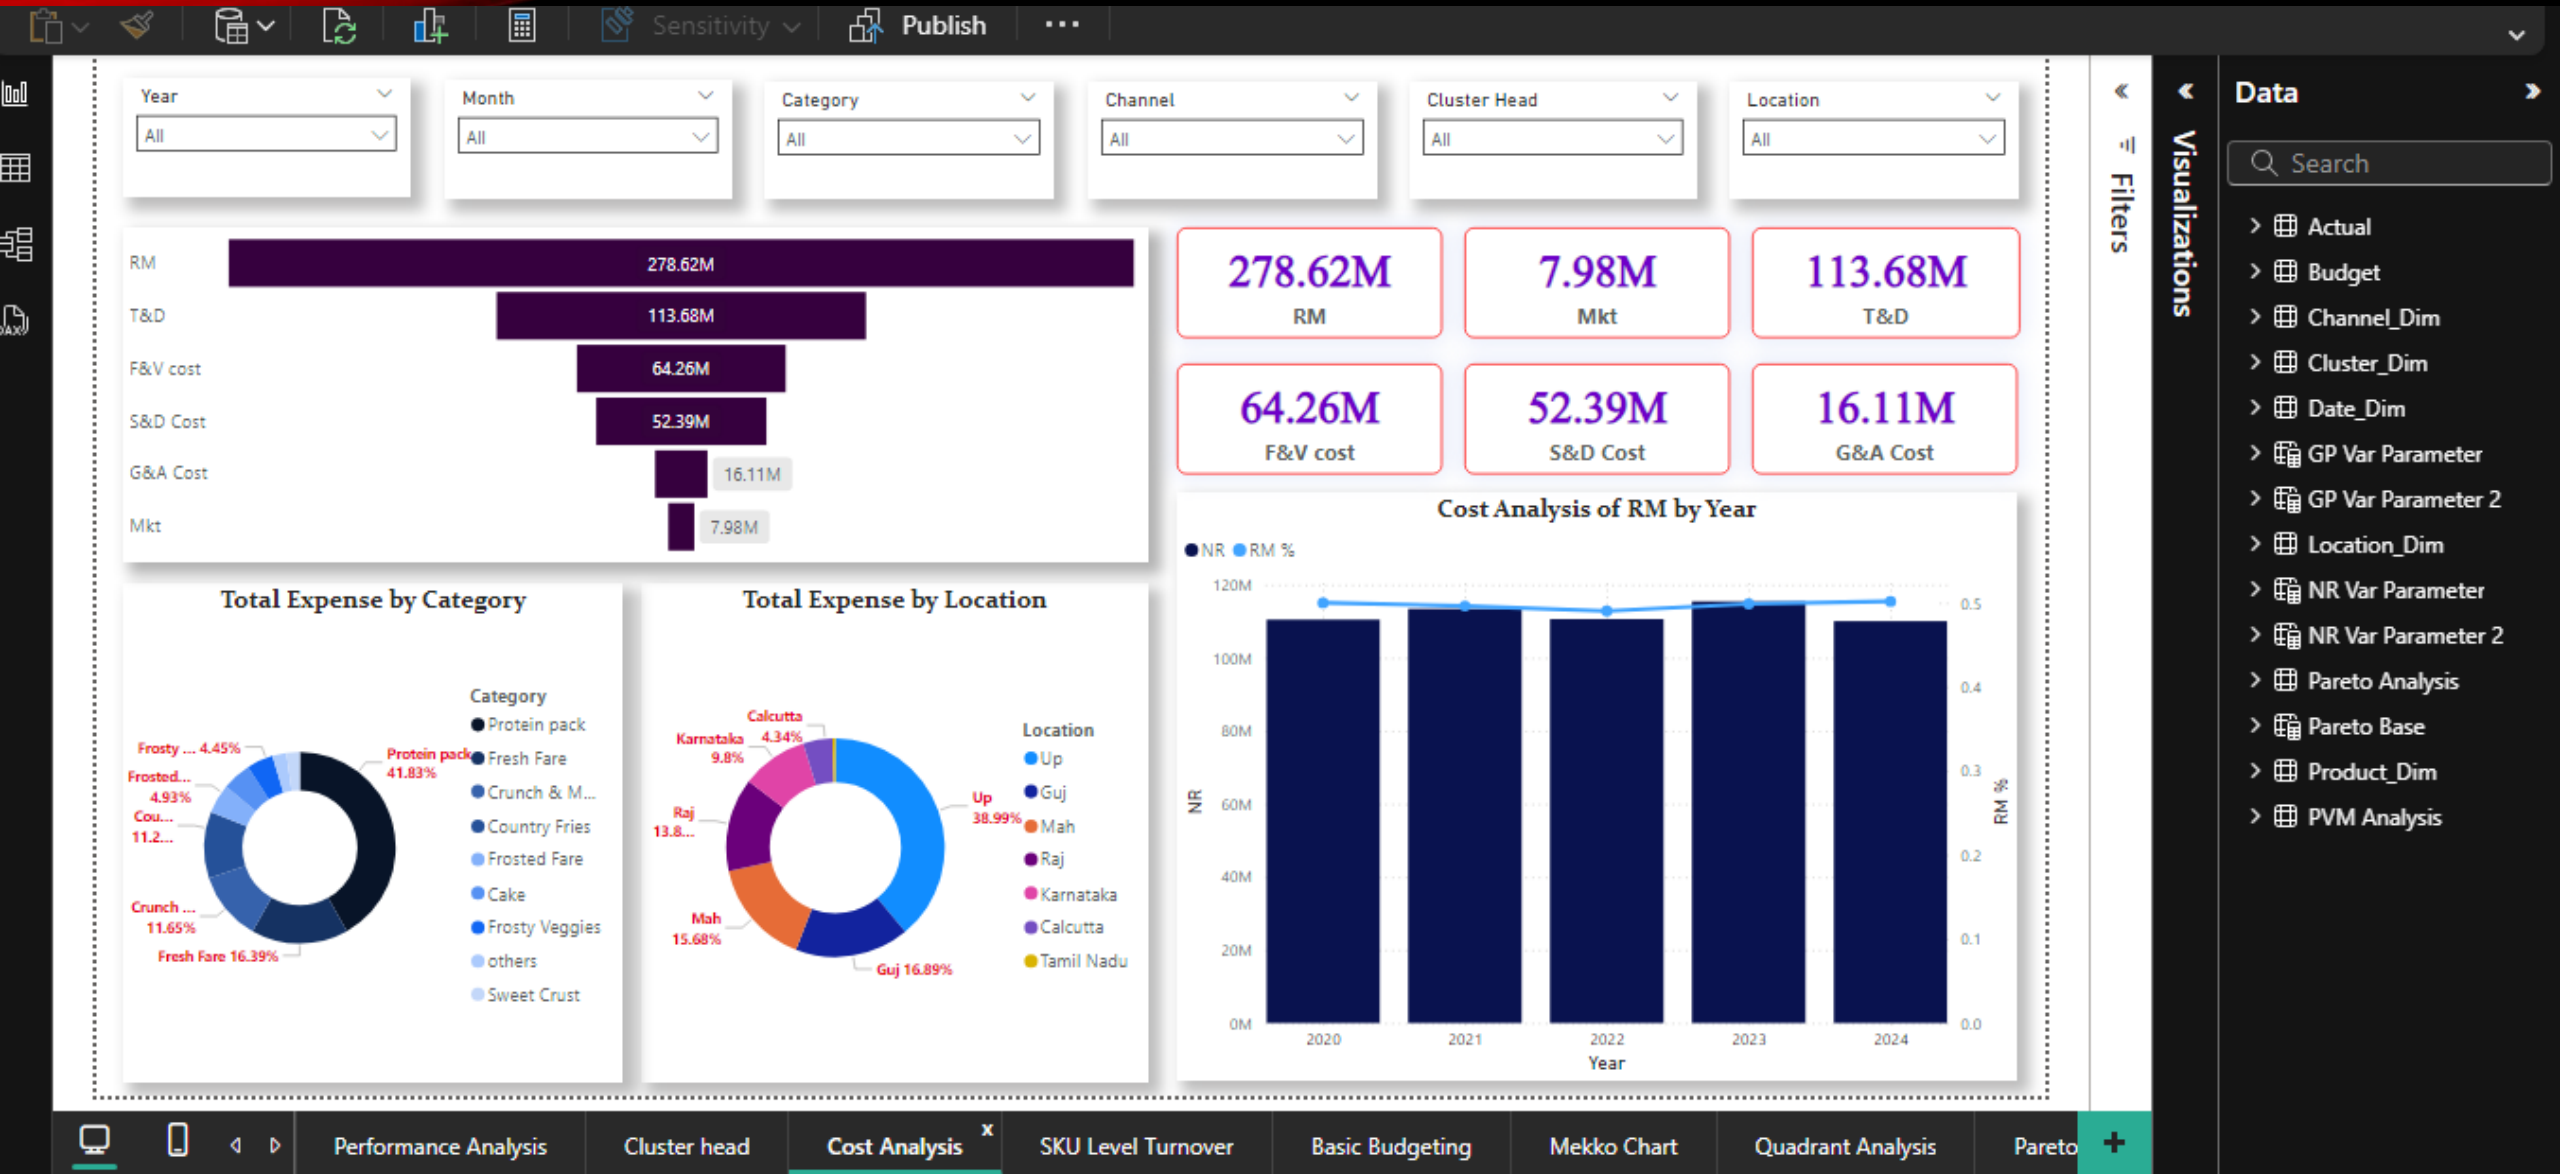 Sensitivity
Publish
Year
All
Month
All
Category
All
Channel
All
Cluster Head
All
Location
All
RM
278.62M
T&D
113.68M
F&V cost
64.26M
S&D Cost
52.39M
G&A Cost
16.11M
Mkt
7.98M
278.62M
RM
7.98M
Mkt
113.68M
T&D
64.26M
F&V cost
52.39M
S&D Cost
16.11M
G&A Cost
Total Expense by Category
Frosty ... 4.45%
Frosted...
4.93%
Cou...
11.2...
Crunch ...
11.65%
Fresh Fare 16.39%
Protein pack
41.83%
Category
Protein pack
Fresh Fare
Crunch & M...
Country Fries
Frosted Fare
Cake
Frosty Veggies
others
Sweet Crust
Total Expense by Location
Calcutta
4.34%
Karnataka
9.8%
Raj
13.8...
Mah
15.68%
Guj 16.89%
Up
38.99%
Location
Up
Guj
Mah
Raj
Karnataka
Calcutta
Tamil Nadu
Cost Analysis of RM by Year
NR RM %
120M
100M
80M
60M
40M
20M
0M
NR
0.5
0.4
0.3
0.2
0.1
0.0
RM %
2020 2021 2022 2023 2024
Year
Filters
Visualizations
Data
Search
Actual
Budget
Channel_Dim
Cluster_Dim
Date_Dim
GP Var Parameter
GP Var Parameter 2
Location_Dim
NR Var Parameter
NR Var Parameter 2
Pareto Analysis
Pareto Base
Product_Dim
PVM Analysis
Performance Analysis
Cluster head
Cost Analysis
SKU Level Turnover
Basic Budgeting
Mekko Chart
Quadrant Analysis
Pareto